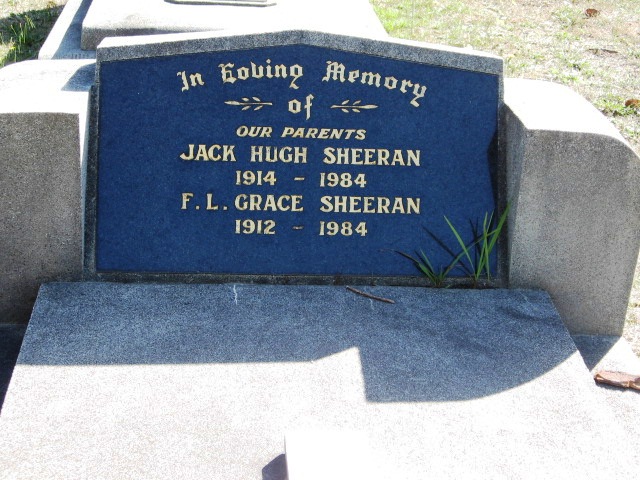 In Loving Memory
of
OUR PARENTS
JACK HUGH SHEERAN
1914 - 1984
F. L. GRACE SHEERAN
1912 - 1984